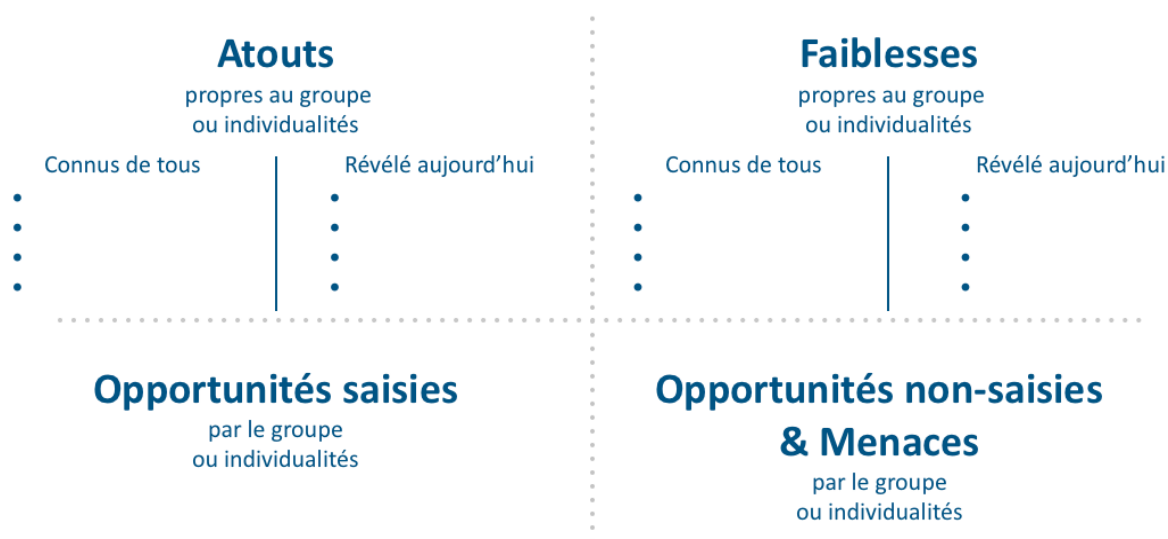 Atouts
propres au groupe
ou individualités
Connus de tous
Révélé aujourd’hui
•
•
•
•
•
•
•
•
Faiblesses
propres au groupe
ou individualités
Connus de tous
Révélé aujourd’hui
•
•
•
•
•
•
•
•
Opportunités saisies
par le groupe
ou individualités
Opportunités non-saisies
& Menaces
par le groupe
ou individualités